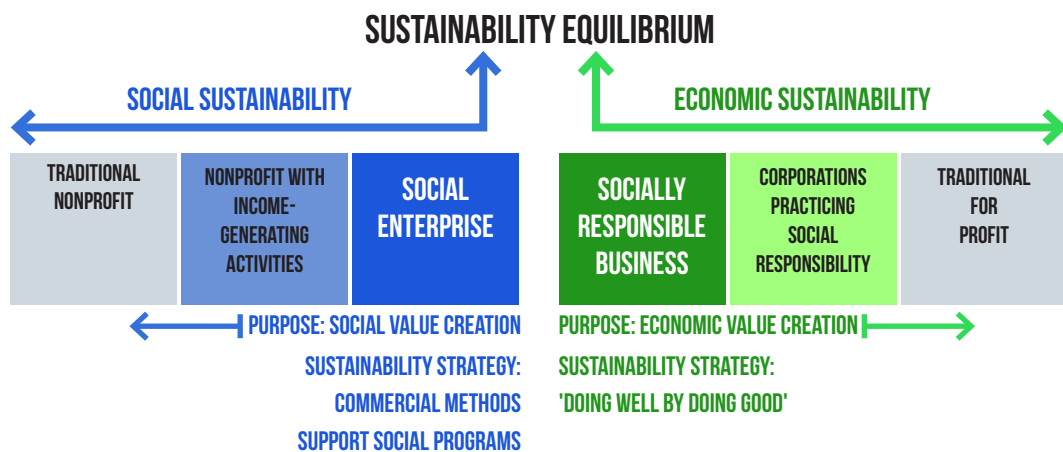 SUSTAINABILITY EQUILIBRIUM
SOCIAL SUSTAINABILITY
ECONOMIC SUSTAINABILITY
TRADITIONAL
NONPROFIT
NONPROFIT WITH
INCOME-
GENERATING
ACTIVITIES
SOCIAL
ENTERPRISE
SOCIALLY
RESPONSIBLE
BUSINESS
CORPORATIONS
PRACTICING
SOCIAL
RESPONSIBILITY
TRADITIONAL
FOR
PROFIT
PURPOSE: SOCIAL VALUE CREATION
SUSTAINABILITY STRATEGY:
COMMERCIAL METHODS
SUPPORT SOCIAL PROGRAMS
PURPOSE: ECONOMIC VALUE CREATION
SUSTAINABILITY STRATEGY:
'DOING WELL BY DOING GOOD'